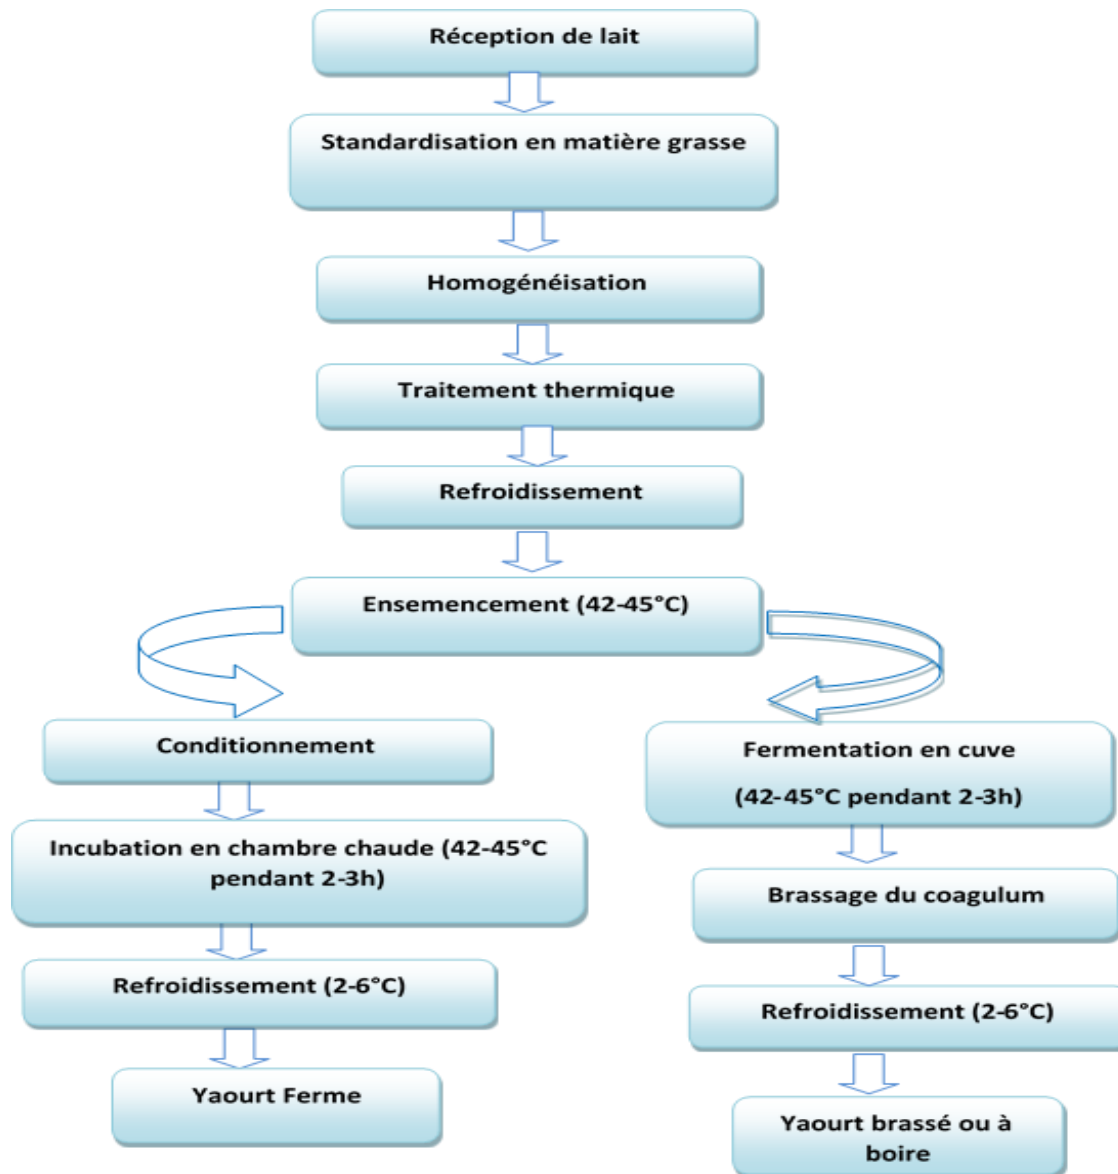 Réception de lait
Standardisation en matière grasse
Homogénéisation
Traitement thermique
Refroidissement
Ensemencement (42-45°C)
Conditionnement
Incubation en chambre chaude (42-45°C
pendant 2-3h)
Refroidissement (2-6°C)
Yaourt Ferme
Fermentation en cuve
(42-45°C pendant 2-3h)
Brassage du coagulum
Refroidissement (2-6°C)
Yaourt brassé ou à
boire